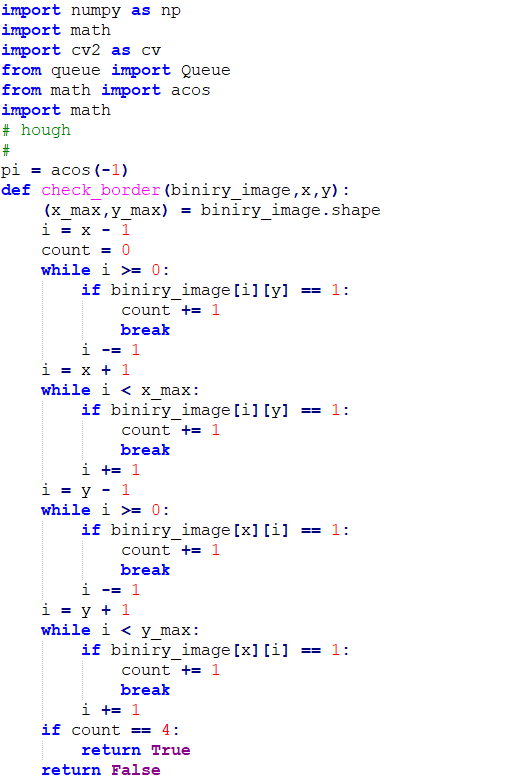 import numpy as np
import math
import cv2 as cv
from queue import Queue
from math import acos
import math
# hough
#
pi = acos(-1)
def check_border(biniry_image,x,y):
    (x_max,y_max) = biniry_image.shape
    i = x - 1
    count = 0
    while i >= 0:
        if biniry_image[i][y] == 1:
            count += 1
            break
        i -= 1
    i = x + 1
    while i < x_max:
        if biniry_image[i][y] == 1:
            count += 1
            break
        i += 1
    i = y - 1
    while i >= 0:
        if biniry_image[x][i] == 1:
            count += 1
            break
        i -= 1
    i = y + 1
    while i < y_max:
        if biniry_image[x][i] == 1:
            count += 1
            break
        i += 1
    if count == 4:
        return True
    return False